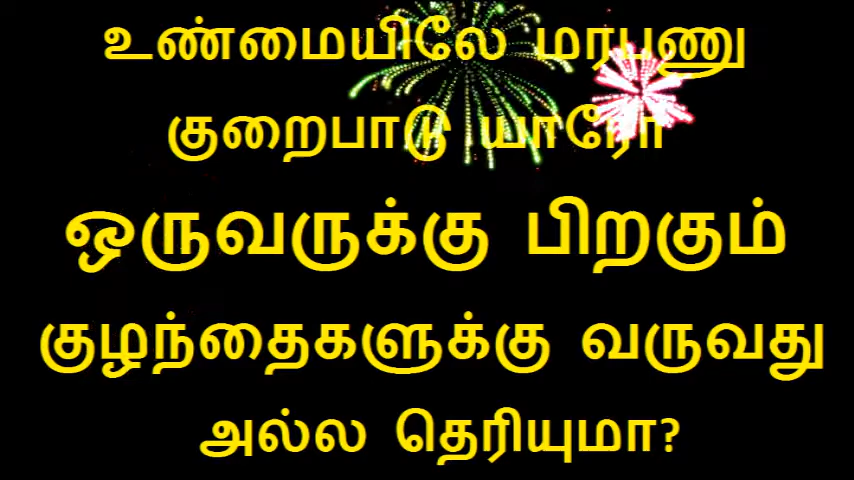 உண்மையிலே மரபணு
குறைபாடு யாரோ
ஒருவருக்கு பிறகும்
குழந்தைகளுக்கு வருவது
அல்ல தெரியுமா?